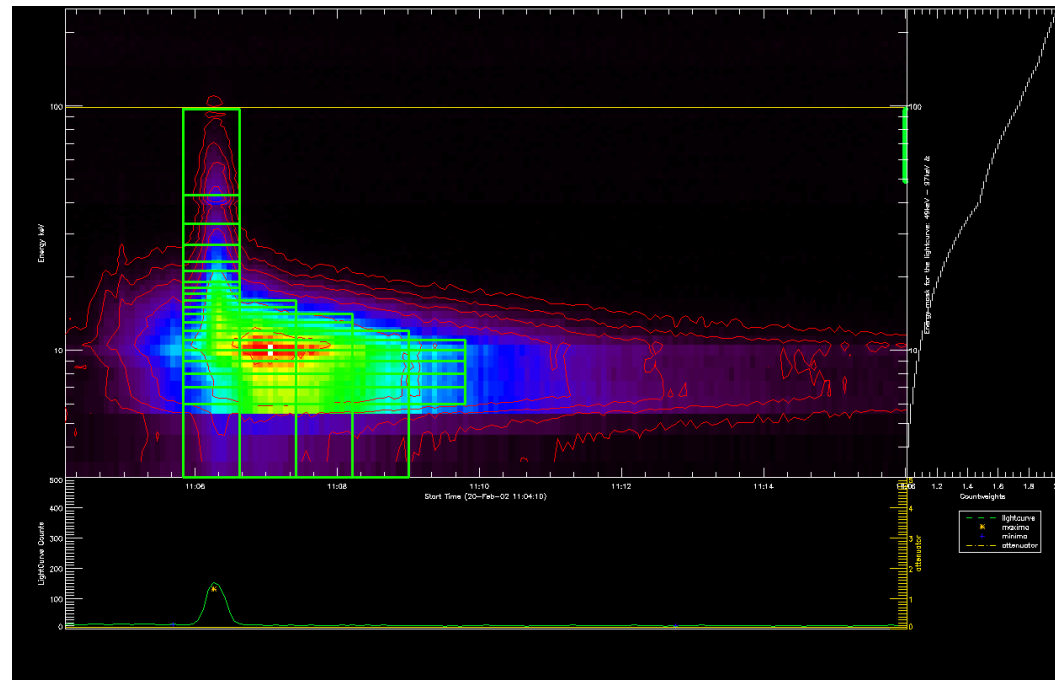 100
100
Energy keV
Energy-mask for the lightcurve: 49keV - 97keV &
10
10
11:06
11:08
11:10
11:12
11:14
1.2
1.4
1.6
1.8
Start Time (20-Feb-02 11:04:10)
Countweights
500
400
300
200
100
0
LightCurve Counts
4
3
2
1
0
attenuator
lightcurve
maxima
minima
attenuator